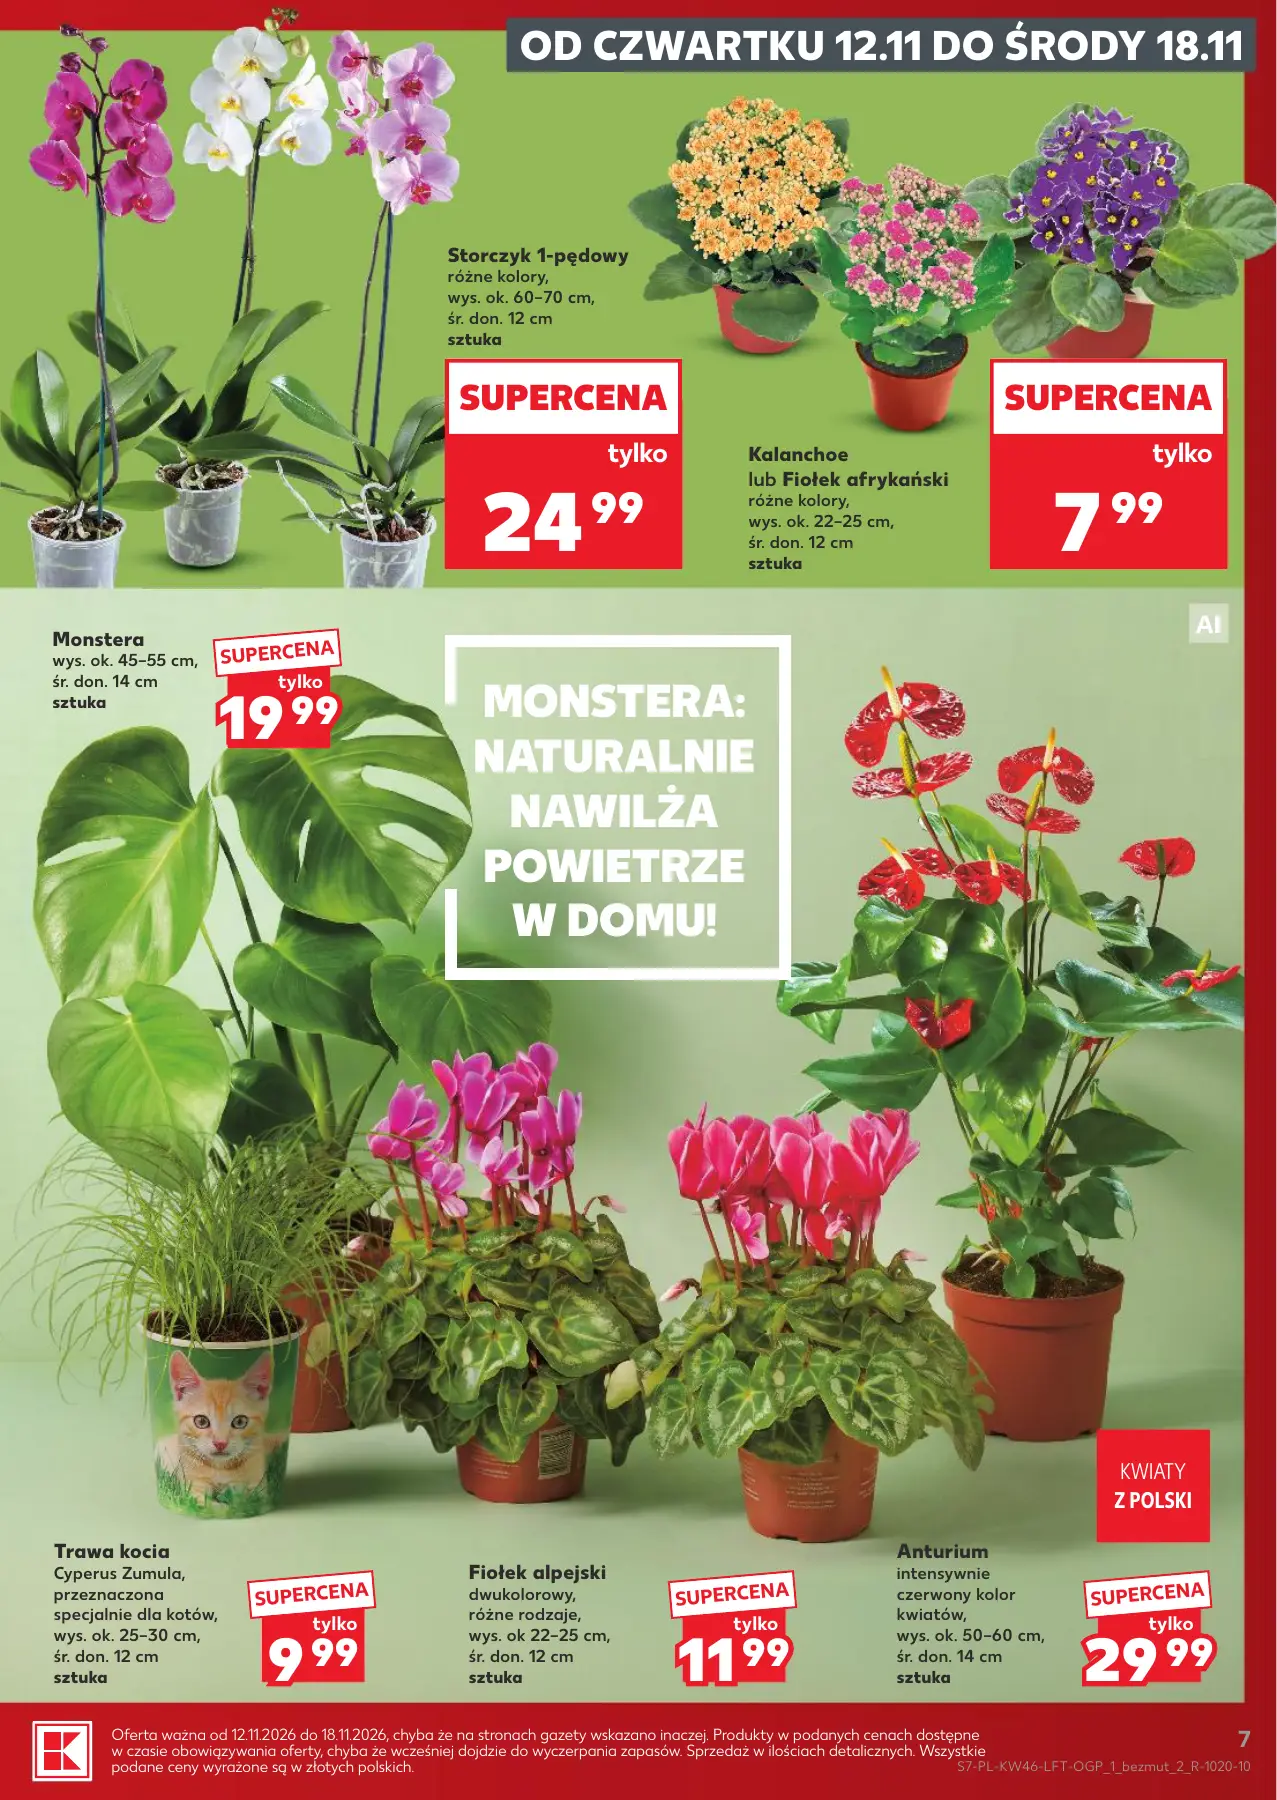 OD CZWARTKU 12.11 DO ŚRODY 18.11
Storczyk 1-pędowy
różne kolory,
wys. ok. 60–70 cm,
śr. don. 12 cm
sztuka
SUPERCENA
tylko
24 99
Kalanchoe
lub Fiołek afrykański
różne kolory,
wys. ok. 22–25 cm,
śr. don. 12 cm
sztuka
SUPERCENA
tylko
7 99
Monstera
wys. ok. 45–55 cm,
śr. don. 14 cm
sztuka
SUPERCENA
tylko
19 99
MONSTERA:
NATURALNIE
NAWILŻA
POWIETRZE
W DOMU!
AI
KWIATY
Z POLSKI
Trawa kocia
Cyperus Zumula,
przeznaczona
specjalnie dla kotów,
wys. ok. 25–30 cm,
śr. don. 12 cm
sztuka
SUPERCENA
tylko
9 99
Fiołek alpejski
dwukolorowy,
różne rodzaje,
wys. ok 22–25 cm,
śr. don. 12 cm
sztuka
SUPERCENA
tylko
11 99
Anturium
intensywnie
czerwony kolor
kwiatów,
wys. ok. 50–60 cm,
śr. don. 14 cm
sztuka
SUPERCENA
tylko
29 99
Oferta ważna od 12.11.2026 do 18.11.2026, chyba że na stronach gazety wskazano inaczej. Produkty w podanych cenach dostępne
w czasie obowiązywania oferty, chyba że wcześniej dojdzie do wyczerpania zapasów. Sprzedaż w ilościach detalicznych. Wszystkie
podane ceny wyrażone są w złotych polskich.
7
S7-PL-KW46-LFT-OGP_1_bezmut_2_R-1020-10